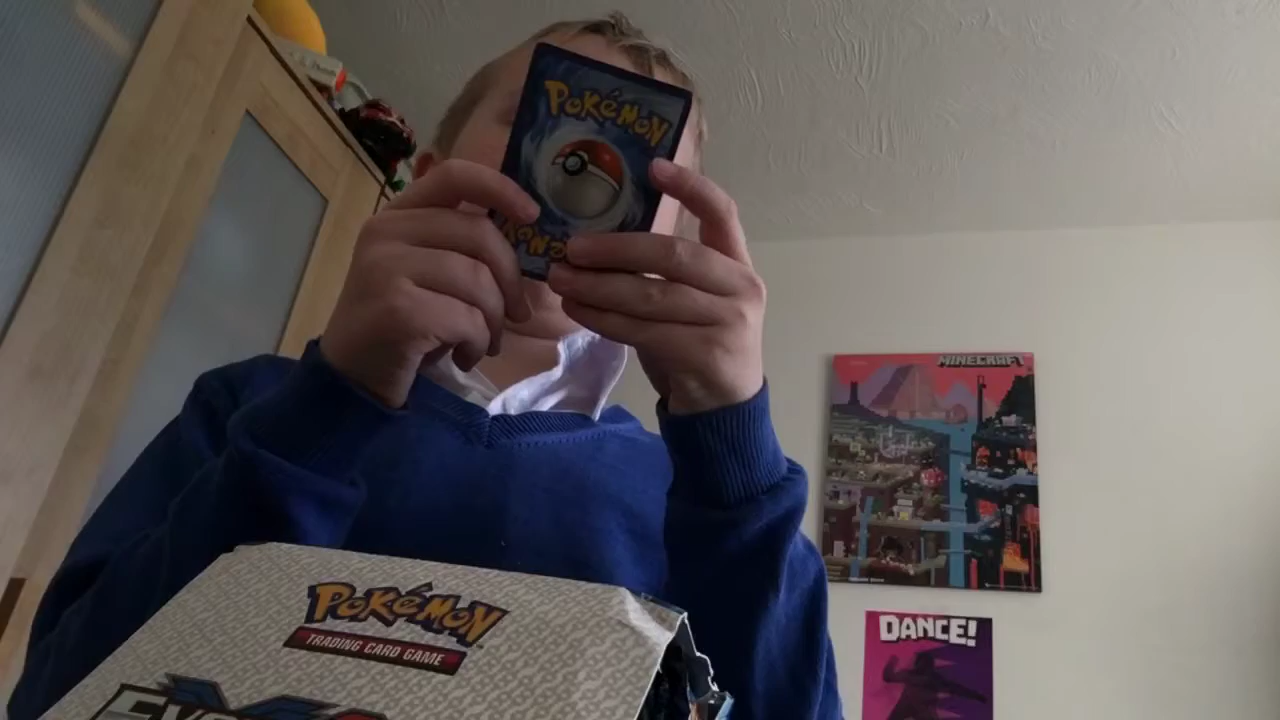 POKéMON
MINECRAFT
DANCE!
POKéMON
TRADING CARD GAME